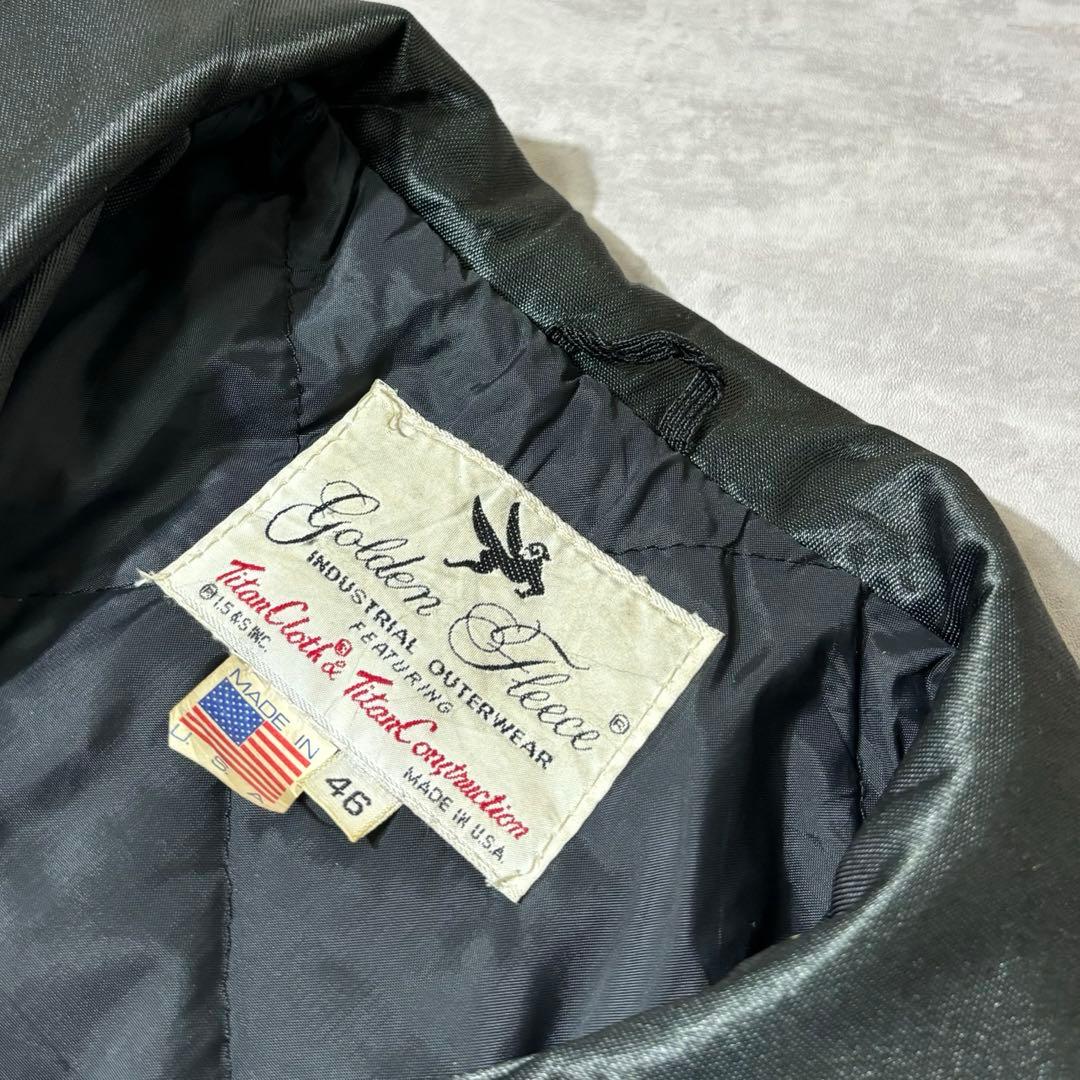 Golden Fleece ®
INDUSTRIAL OUTERWEAR
FEATURING
TitanCloth® & TitanConstruction
MADE IN U.S.A.
MADE IN
U. S. A
46